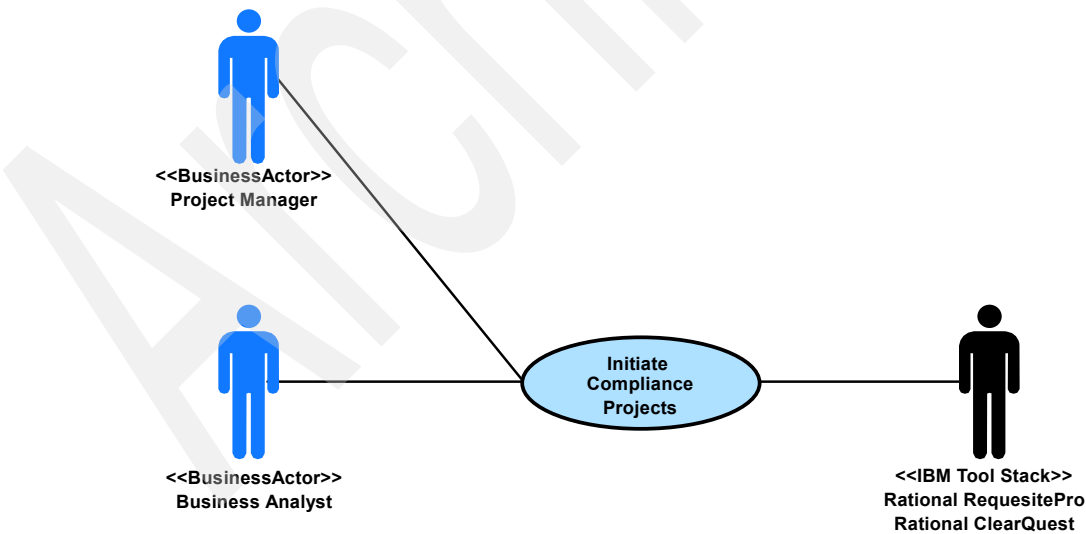 <<BusinessActor>>
Project Manager
Initiate
Compliance
Projects
<<BusinessActor>>
Business Analyst
<<IBM Tool Stack>>
Rational RequesitePro
Rational ClearQuest